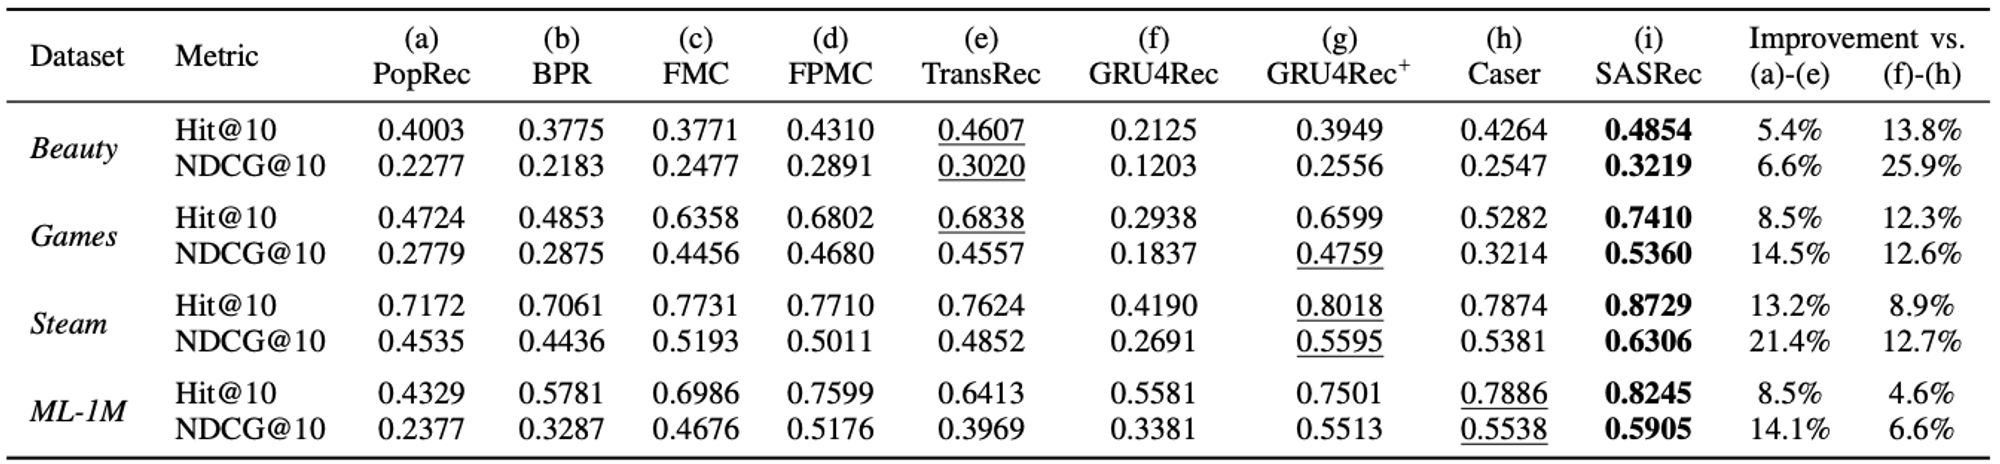 Dataset Metric (a) PopRec (b) BPR (c) FMC (d) FPMC (e) TransRec (f) GRU4Rec (g) GRU4Rec⁺ (h) Caser (i) SASRec Improvement vs. (a)-(e) (f)-(h)
Beauty Hit@10 0.4003 0.3775 0.3771 0.4310 0.4607 0.2125 0.3949 0.4264 0.4854 5.4% 13.8%
NDCG@10 0.2277 0.2183 0.2477 0.2891 0.3020 0.1203 0.2556 0.2547 0.3219 6.6% 25.9%
Games Hit@10 0.4724 0.4853 0.6358 0.6802 0.6838 0.2938 0.6599 0.5282 0.7410 8.5% 12.3%
NDCG@10 0.2779 0.2875 0.4456 0.4680 0.4557 0.1837 0.4759 0.3214 0.5360 14.5% 12.6%
Steam Hit@10 0.7172 0.7061 0.7731 0.7710 0.7624 0.4190 0.8018 0.7874 0.8729 13.2% 8.9%
NDCG@10 0.4535 0.4436 0.5193 0.5011 0.4852 0.2691 0.5595 0.5381 0.6306 21.4% 12.7%
ML-1M Hit@10 0.4329 0.5781 0.6986 0.7599 0.6413 0.5581 0.7501 0.7886 0.8245 8.5% 4.6%
NDCG@10 0.2377 0.3287 0.4676 0.5176 0.3969 0.3381 0.5513 0.5538 0.5905 14.1% 6.6%